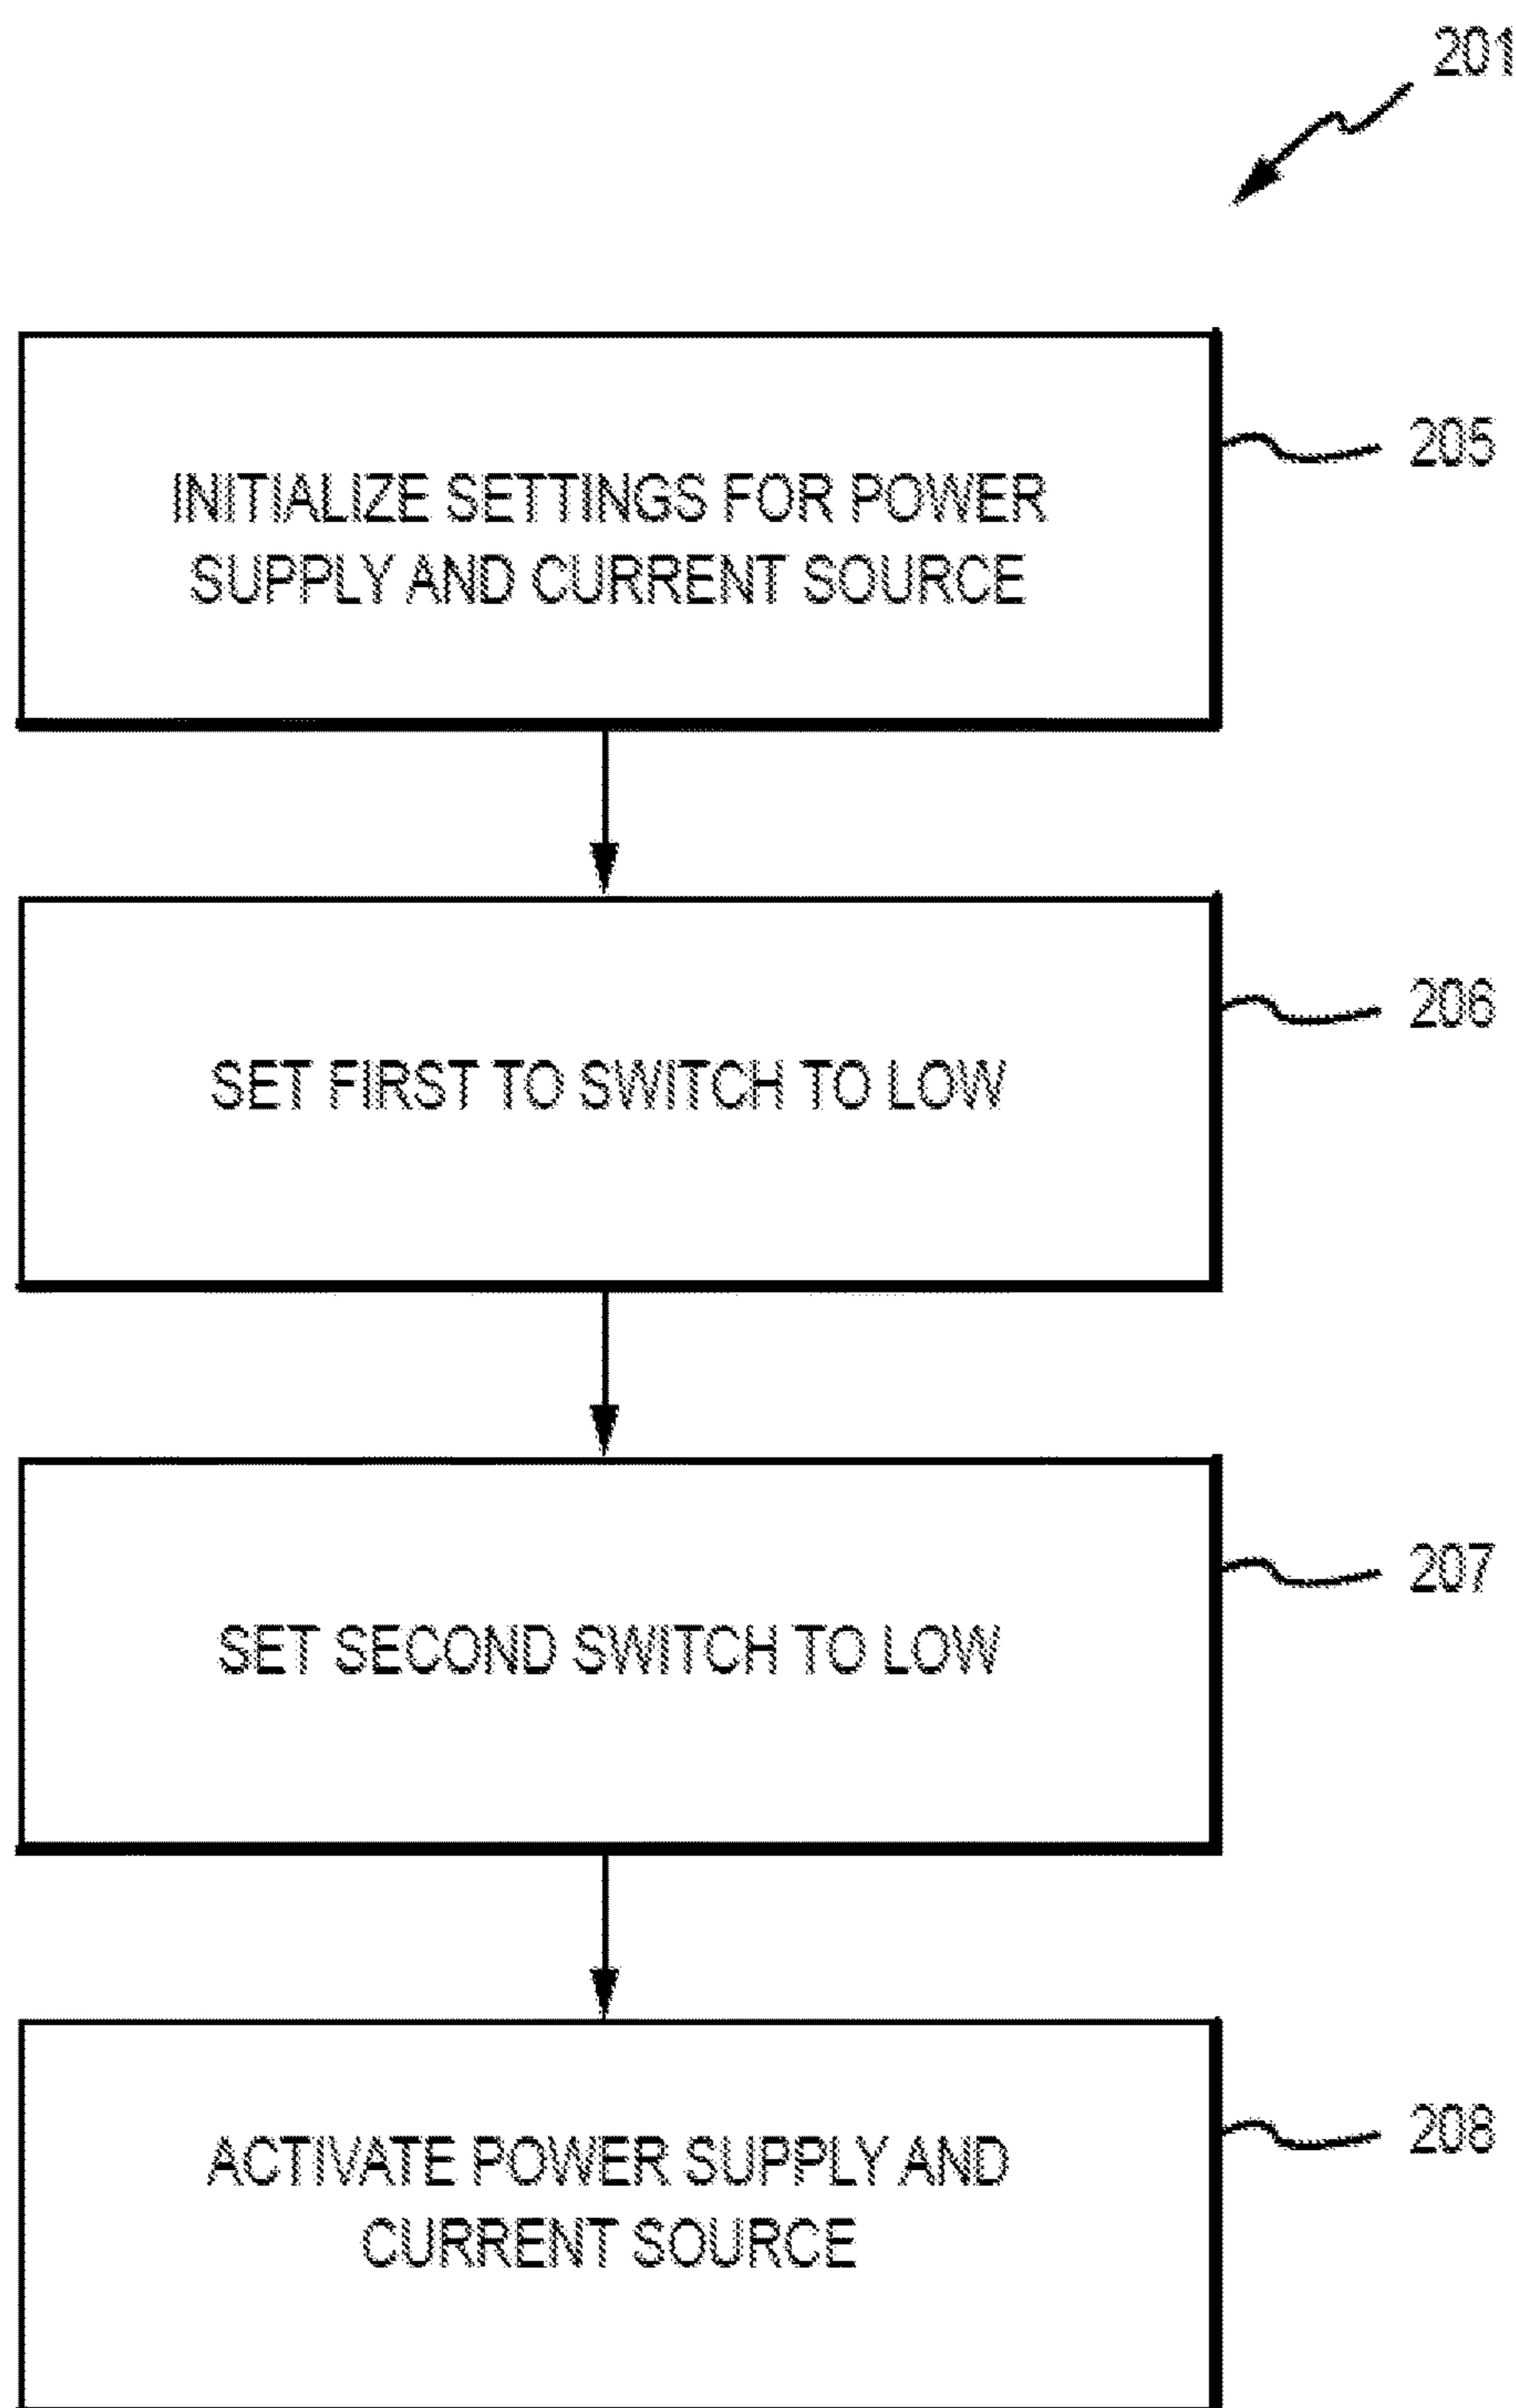 201
INITIALIZE SETTINGS FOR POWER
SUPPLY AND CURRENT SOURCE
205
SET FIRST TO SWITCH TO LOW
206
SET SECOND SWITCH TO LOW
207
ACTIVATE POWER SUPPLY AND
CURRENT SOURCE
208